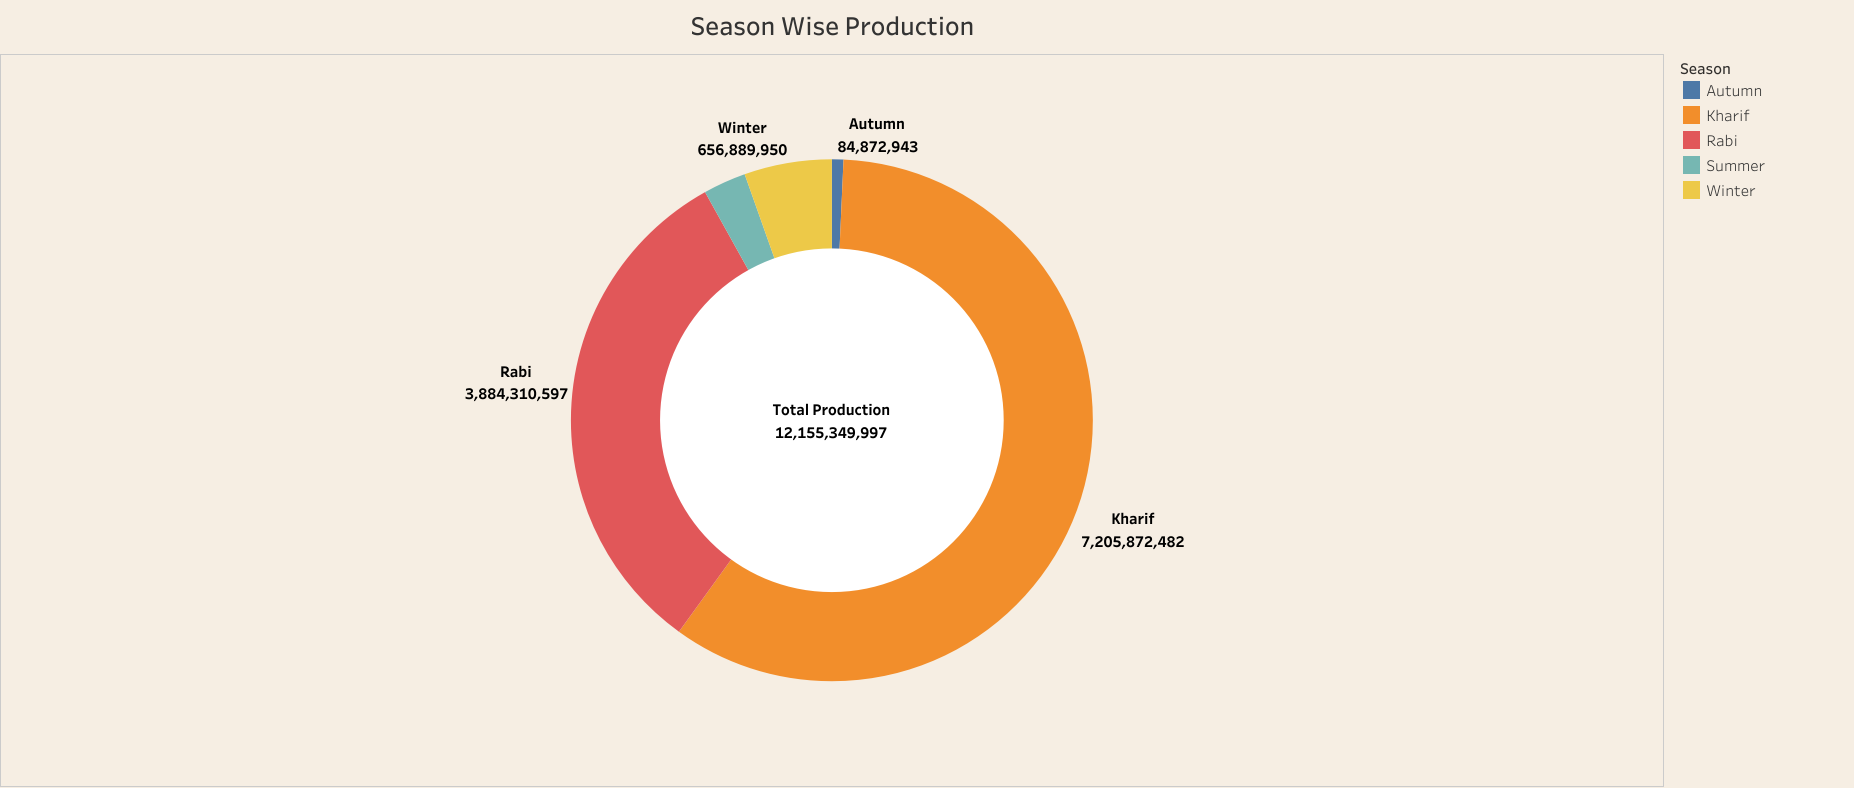 Season Wise Production
Season
Autumn
Kharif
Rabi
Summer
Winter
Winter
656,889,950
Autumn
84,872,943
Rabi
3,884,310,597
Total Production
12,155,349,997
Kharif
7,205,872,482